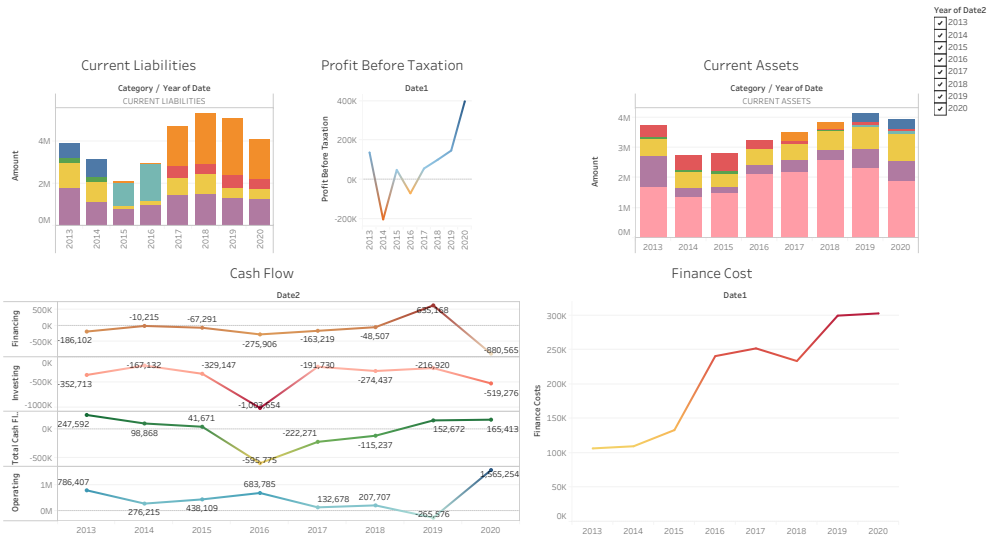 Year of Date2
2013
2014
2015
2016
2017
2018
2019
2020
Current Liabilities
Category / Year of Date
CURRENT LIABILITIES
Amount
4M
2M
0M
2013 2014 2015 2016 2017 2018 2019 2020
Profit Before Taxation
Date1
Profit Before Taxation
400K
200K
0K
-200K
2013 2014 2015 2016 2017 2018 2019 2020
Current Assets
Category / Year of Date
CURRENT ASSETS
Amount
4M
3M
2M
1M
0M
2013 2014 2015 2016 2017 2018 2019 2020
Cash Flow
Date2
Financing
500K
0K
-500K
-186,102 -10,215 -67,291 -275,906 -163,219 -48,507 635,168 -880,565
Investing
0K
-500K
-1000K
-352,713 -167,132 -329,147 -191,730 -274,437 -216,920 -519,276
Total Cash Fl..
0K
-500K
247,592 98,868 41,671 -595,775 -222,271 -115,237 152,672 165,413
Operating
1M
0M
786,407 276,215 438,109 683,785 132,678 207,707 -265,576 1,565,254
2013 2014 2015 2016 2017 2018 2019 2020
Finance Cost
Date1
Finance Costs
300K
250K
200K
150K
100K
50K
0K
2013 2014 2015 2016 2017 2018 2019 2020